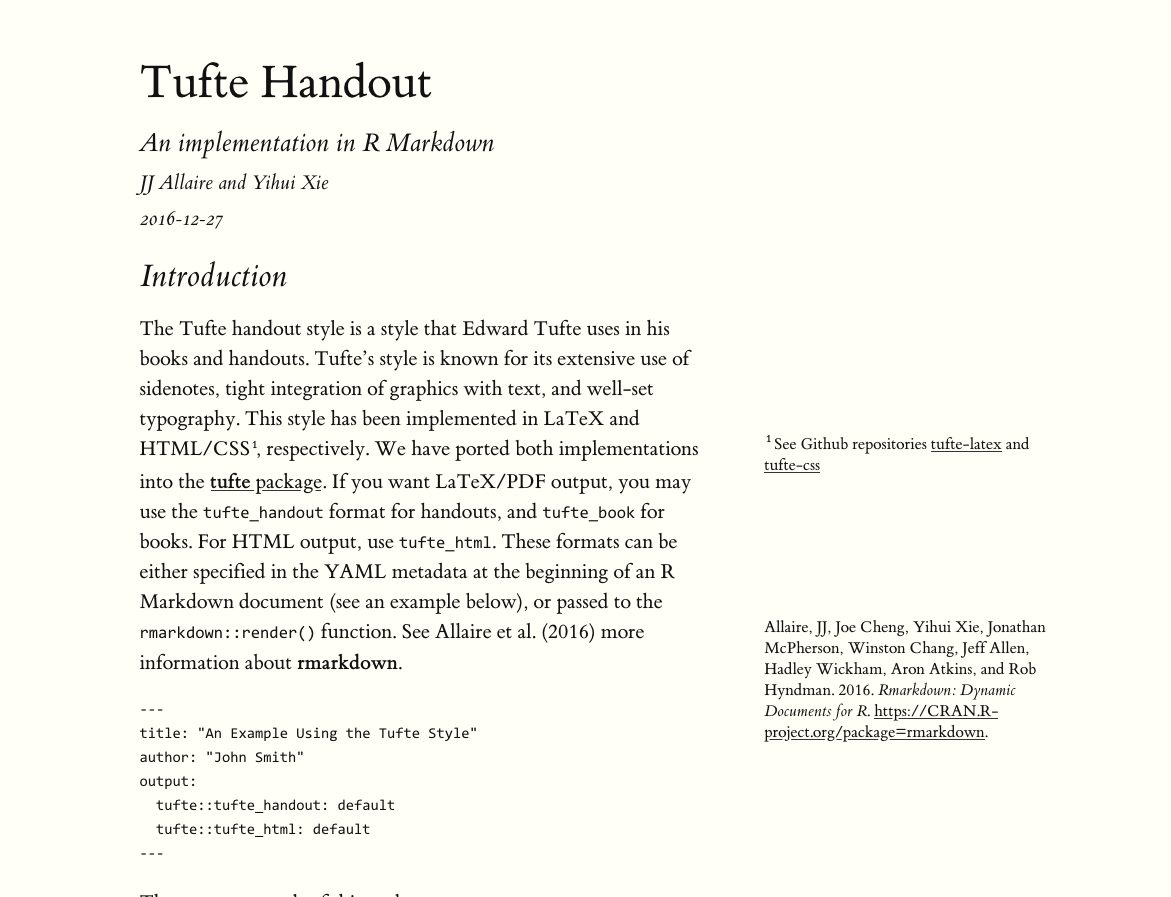 Tufte Handout
An implementation in R Markdown
JJ Allaire and Yihui Xie
2016-12-27
Introduction
The Tufte handout style is a style that Edward Tufte uses in his
books and handouts. Tufte’s style is known for its extensive use of
sidenotes, tight integration of graphics with text, and well-set
typography. This style has been implemented in LaTeX and
HTML/CSS¹, respectively. We have ported both implementations
into the tufte package. If you want LaTeX/PDF output, you may
use the tufte_handout format for handouts, and tufte_book for
books. For HTML output, use tufte_html. These formats can be
either specified in the YAML metadata at the beginning of an R
Markdown document (see an example below), or passed to the
rmarkdown::render() function. See Allaire et al. (2016) more
information about rmarkdown.
¹ See Github repositories tufte-latex and
tufte-css
Allaire, JJ, Joe Cheng, Yihui Xie, Jonathan
McPherson, Winston Chang, Jeff Allen,
Hadley Wickham, Aron Atkins, and Rob
Hyndman. 2016. Rmarkdown: Dynamic
Documents for R. https://CRAN.R-
project.org/package=rmarkdown.
---
title: "An Example Using the Tufte Style"
author: "John Smith"
output:
  tufte::tufte_handout: default
  tufte::tufte_html: default
---